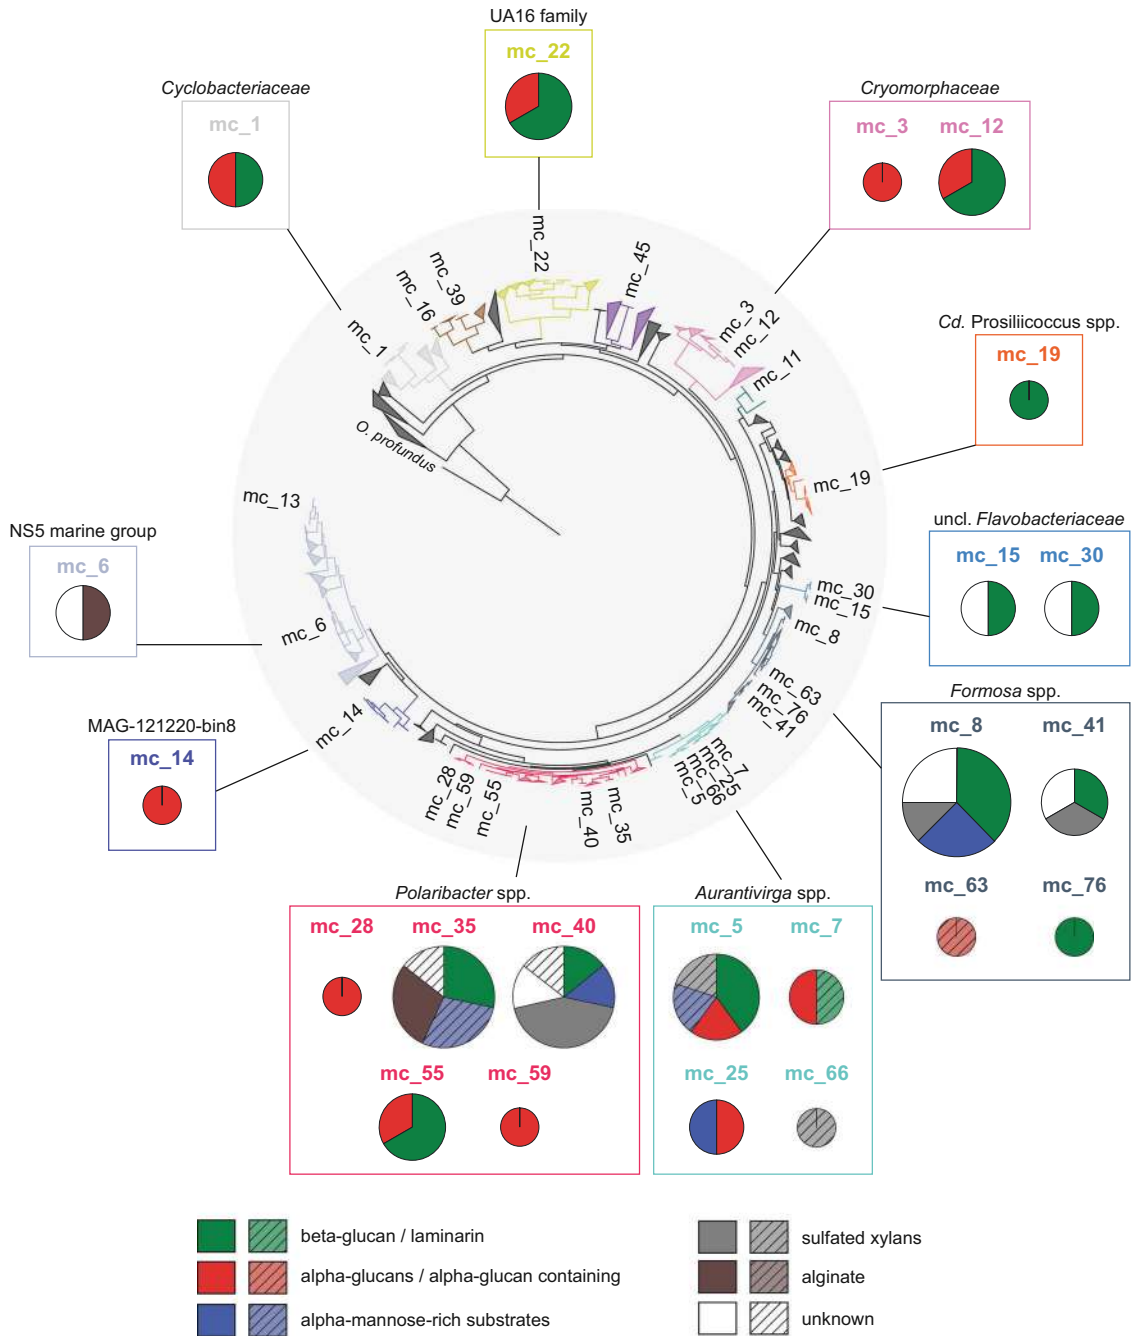 UA16 family
mc_22
Cyclobacteriaceae
mc_1
Cryomorphaceae
mc_3
mc_12
mc_22
mc_45
mc_39
mc_16
mc_1
mc_3
mc_12
mc_11
Cd. Prosiliicoccus spp.
mc_19
O. profundus
mc_19
mc_13
NS5 marine group
mc_6
mc_6
uncl. Flavobacteriaceae
mc_15
mc_30
mc_30
mc_15
mc_8
mc_63
mc_76
mc_41
Formosa spp.
mc_8
mc_41
mc_63
mc_76
MAG-121220-bin8
mc_14
mc_14
mc_28
mc_59
mc_55
mc_40
mc_35
mc_7
mc_25
mc_66
mc_5
Polaribacter spp.
mc_28
mc_35
mc_40
mc_55
mc_59
Aurantivirga spp.
mc_5
mc_7
mc_25
mc_66
beta-glucan / laminarin
alpha-glucans / alpha-glucan containing
alpha-mannose-rich substrates
sulfated xylans
alginate
unknown